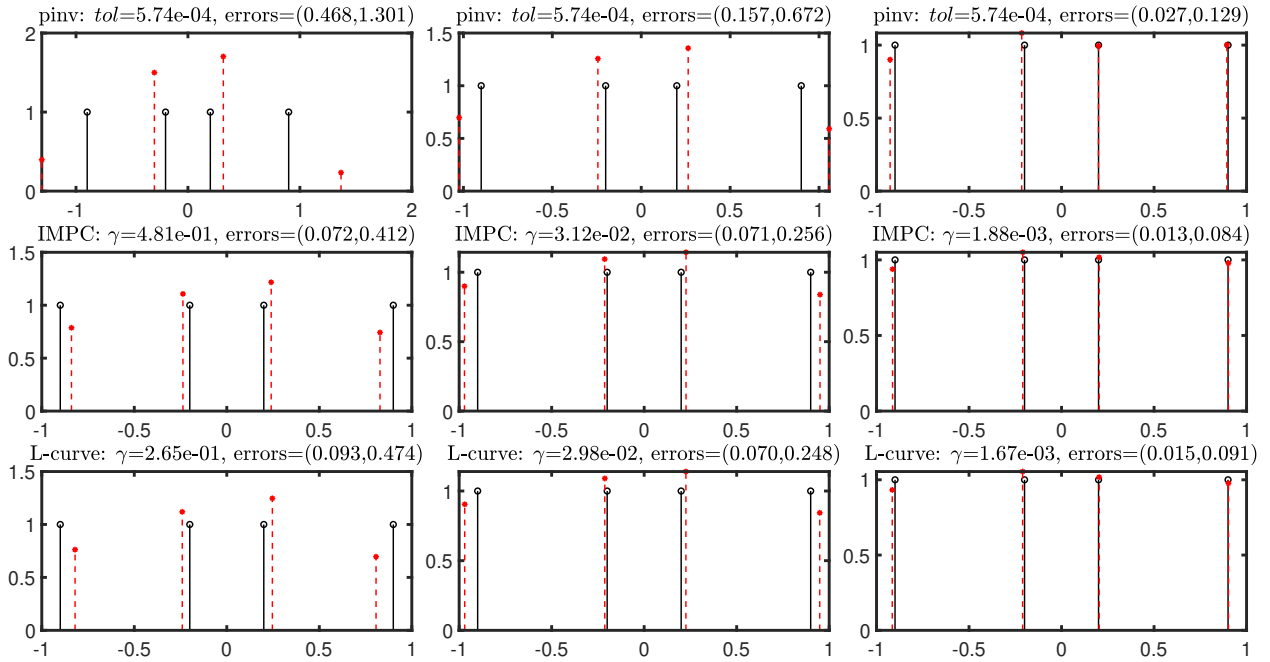 pinv: tol=5.74e-04, errors=(0.468,1.301)
2
1
0
-1 0 1 2
pinv: tol=5.74e-04, errors=(0.157,0.672)
1.5
1
0.5
0
-1 -0.5 0 0.5 1
pinv: tol=5.74e-04, errors=(0.027,0.129)
1
0.5
0
-1 -0.5 0 0.5 1
IMPC: γ=4.81e-01, errors=(0.072,0.412)
1.5
1
0.5
0
-1 -0.5 0 0.5 1
IMPC: γ=3.12e-02, errors=(0.071,0.256)
1
0.5
0
-1 -0.5 0 0.5 1
IMPC: γ=1.88e-03, errors=(0.013,0.084)
1
0.5
0
-1 -0.5 0 0.5 1
L-curve: γ=2.65e-01, errors=(0.093,0.474)
1.5
1
0.5
0
-1 -0.5 0 0.5 1
L-curve: γ=2.98e-02, errors=(0.070,0.248)
1
0.5
0
-1 -0.5 0 0.5 1
L-curve: γ=1.67e-03, errors=(0.015,0.091)
1
0.5
0
-1 -0.5 0 0.5 1